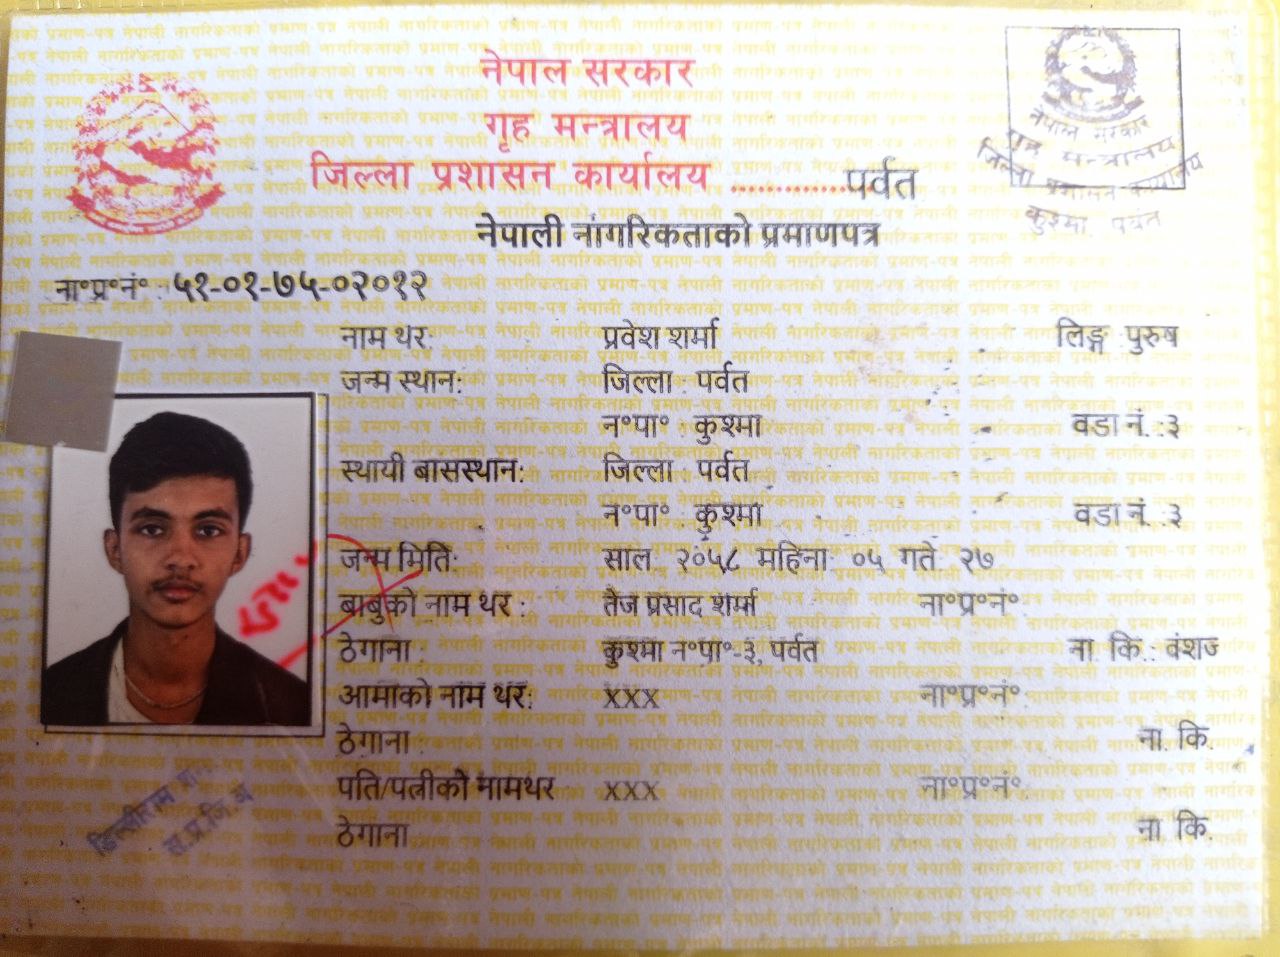 नेपाल सरकार
गृह मन्त्रालय
जिल्ला प्रशासन कार्यालय ............. पर्वत
नेपाली नागरिकताको प्रमाणपत्र
नेपाल सरकार
गृह मन्त्रालय
जिल्ला प्रशासन कार्यालय
कुश्मा, पर्वत
ना॰प्र॰नं॰ : ५१-०१-७५-०२०१२
नाम थर: प्रवेश शर्मा लिङ्ग : पुरुष
जन्म स्थान: जिल्ला : पर्वत
न॰पा॰ : कुश्मा वडा नं. : ३
स्थायी बासस्थान: जिल्ला : पर्वत
न॰पा॰ : कुश्मा वडा नं. : ३
जन्म मिति: साल: २०५८ महिना: ०५ गते: २७
बाबुको नाम थर : तेज प्रसाद शर्मा ना॰प्र॰नं॰
ठेगाना : कुश्मा न॰पा॰-३, पर्वत ना. कि.: वंशज
आमाको नाम थर: xxx ना॰प्र॰नं॰
ठेगाना : ना. कि.
पति/पत्नीको नामथर xxx ना॰प्र॰नं॰
ठेगाना ना. कि.
स.प्र.जि.अ